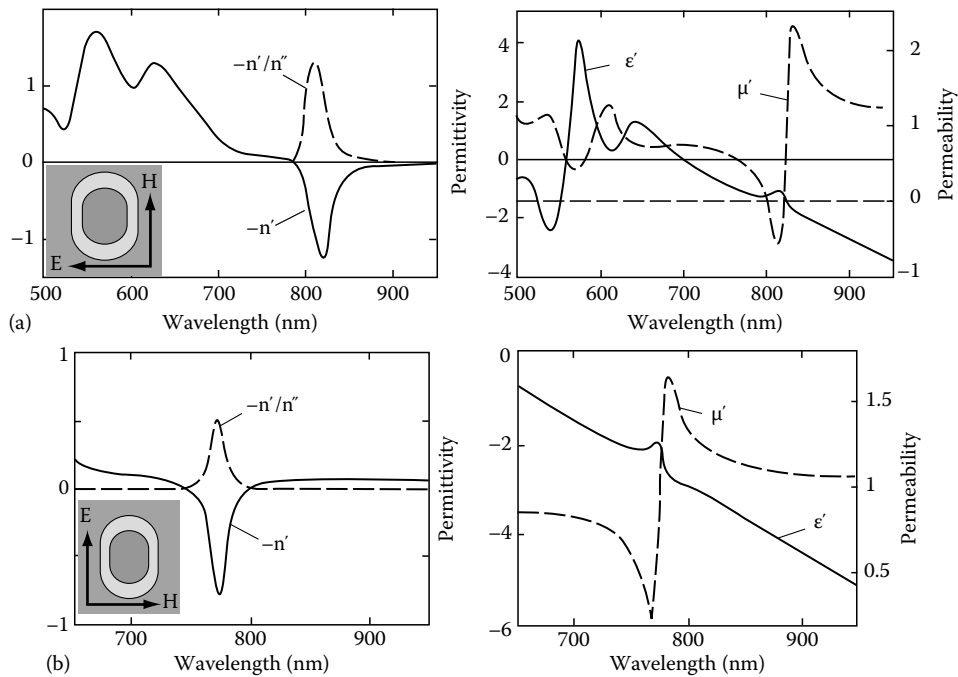 1
0
−1
500 600 700 800 900
Wavelength (nm)
−n′/n″
−n′
H
E
(a)
4
2
0
−2
−4
Permittivity
500 600 700 800 900
Wavelength (nm)
ε′
μ′
2
1
0
−1
Permeability
1
0
−1
700 800 900
Wavelength (nm)
−n′/n″
−n′
E
H
(b)
0
−2
−4
−6
Permittivity
700 800 900
Wavelength (nm)
μ′
ε′
1.5
1
0.5
Permeability